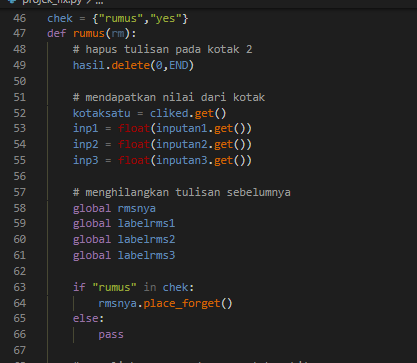 projek_fix.py > ...
46 chek = {"rumus","yes"}
47 def rumus(rm):
48 # hapus tulisan pada kotak 2
49 hasil.delete(0,END)
50
51 # mendapatkan nilai dari kotak
52 kotaksatu = cliked.get()
53 inp1 = float(inputan1.get())
54 inp2 = float(inputan2.get())
55 inp3 = float(inputan3.get())
56
57 # menghilangkan tulisan sebelumnya
58 global rmsnya
59 global labelrms1
60 global labelrms2
61 global labelrms3
62
63 if "rumus" in chek:
64 rmsnya.place_forget()
65 else:
66 pass
67